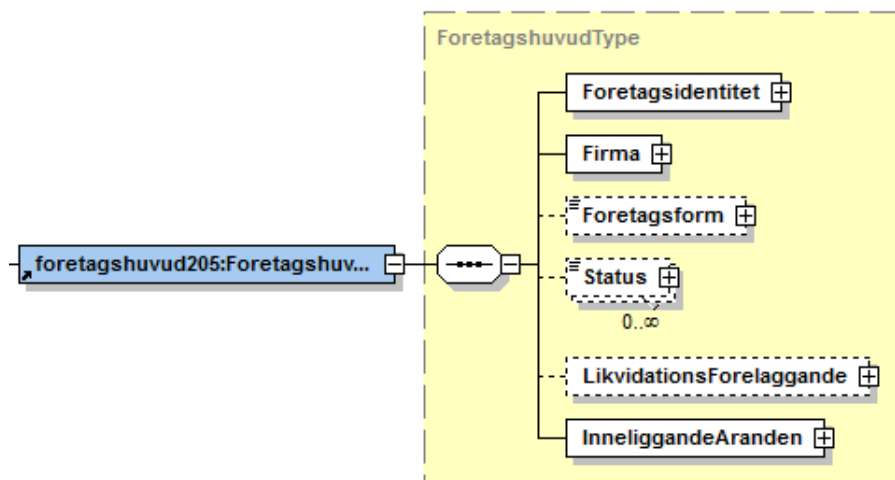 ForetagshuvudType
Foretagsidentitet
Firma
Foretagsform
foretagshuvud205:Foretagshuv...
Status
0..∞
LikvidationsForelaggande
InneliggandeAranden